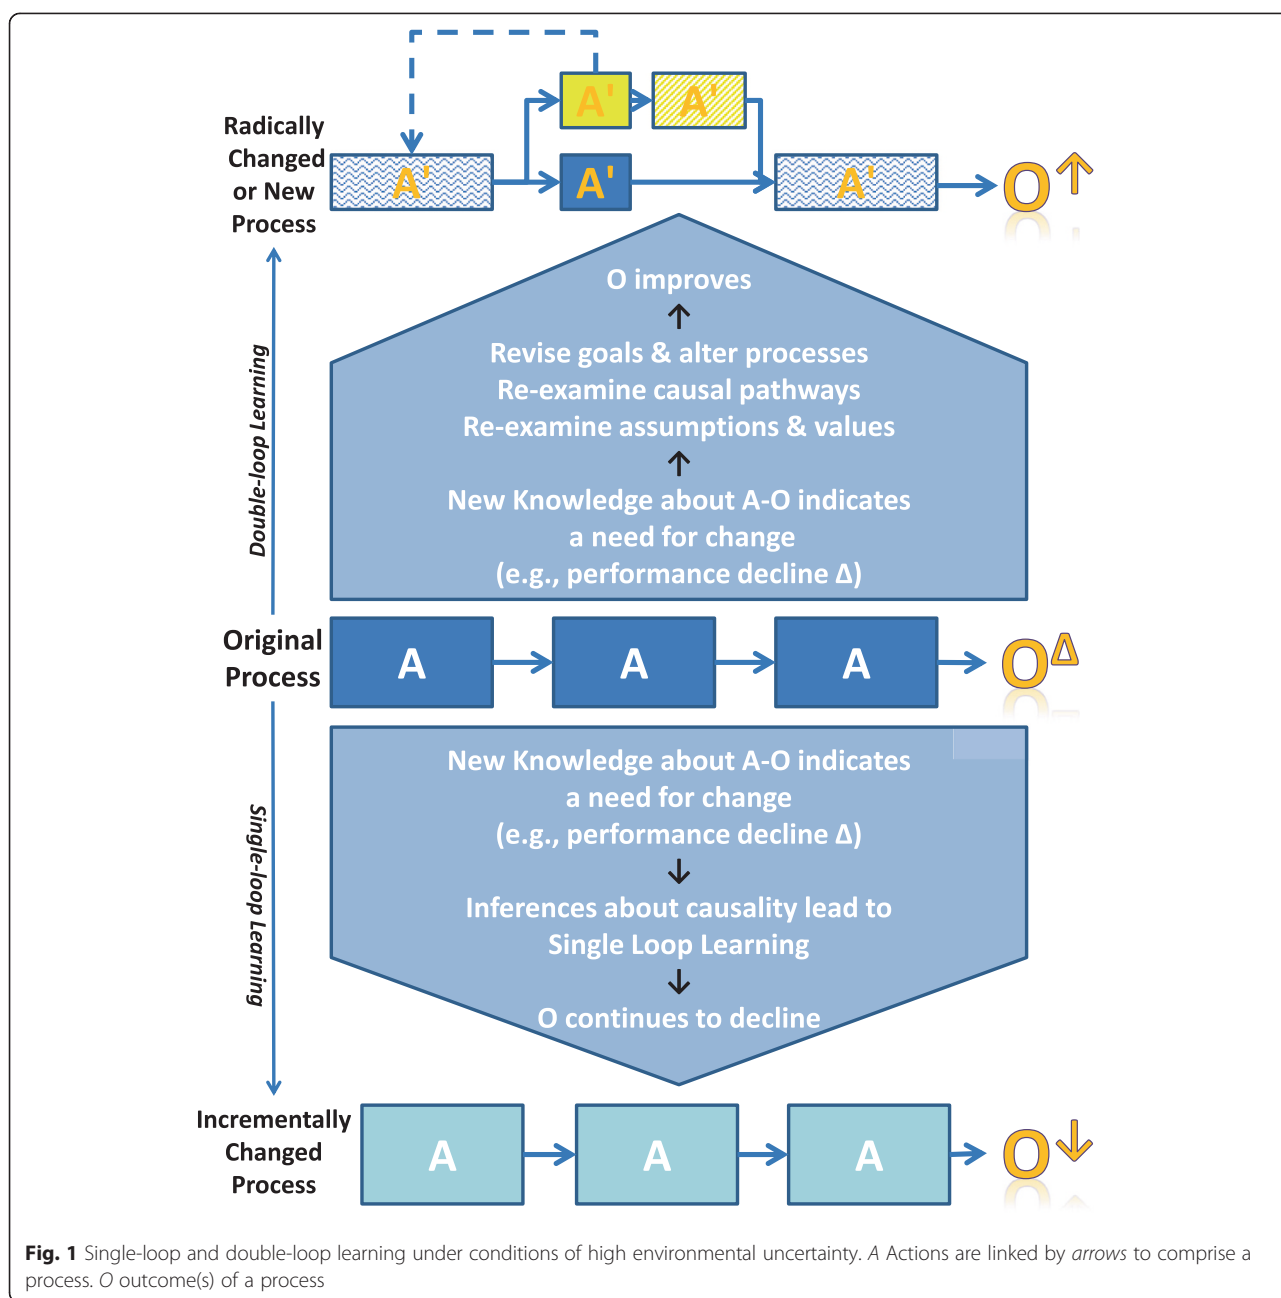 Radically
Changed
or New
Process
A'
A'
A'
A'
A'
O↑
Double-loop Learning
O improves
↑
Revise goals & alter processes
Re-examine causal pathways
Re-examine assumptions & values
↑
New Knowledge about A-O indicates
a need for change
(e.g., performance decline Δ)
Original
Process
A
A
A
OΔ
Single-loop Learning
New Knowledge about A-O indicates
a need for change
(e.g., performance decline Δ)
↓
Inferences about causality lead to
Single Loop Learning
↓
O continues to decline
Incrementally
Changed
Process
A
A
A
O↓
Fig. 1 Single-loop and double-loop learning under conditions of high environmental uncertainty. A Actions are linked by arrows to comprise a
process. O outcome(s) of a process